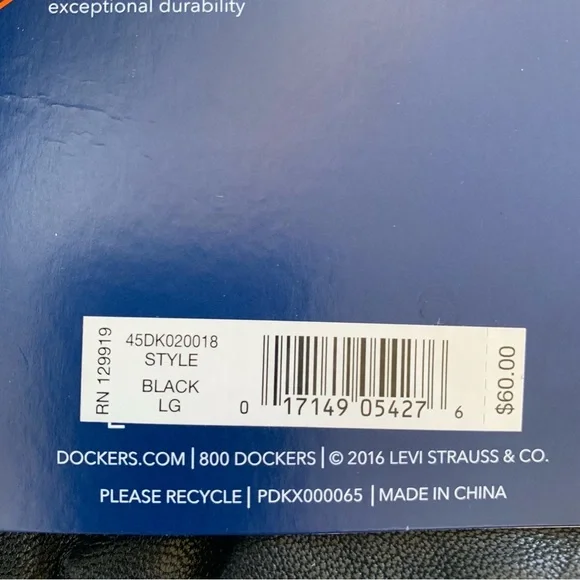 exceptional durability
RN 129919
45DK020018
STYLE
BLACK
LG
0 17149 05427 6
$60.00
DOCKERS.COM | 800 DOCKERS | © 2016 LEVI STRAUSS & CO.
PLEASE RECYCLE | PDKX000065 | MADE IN CHINA